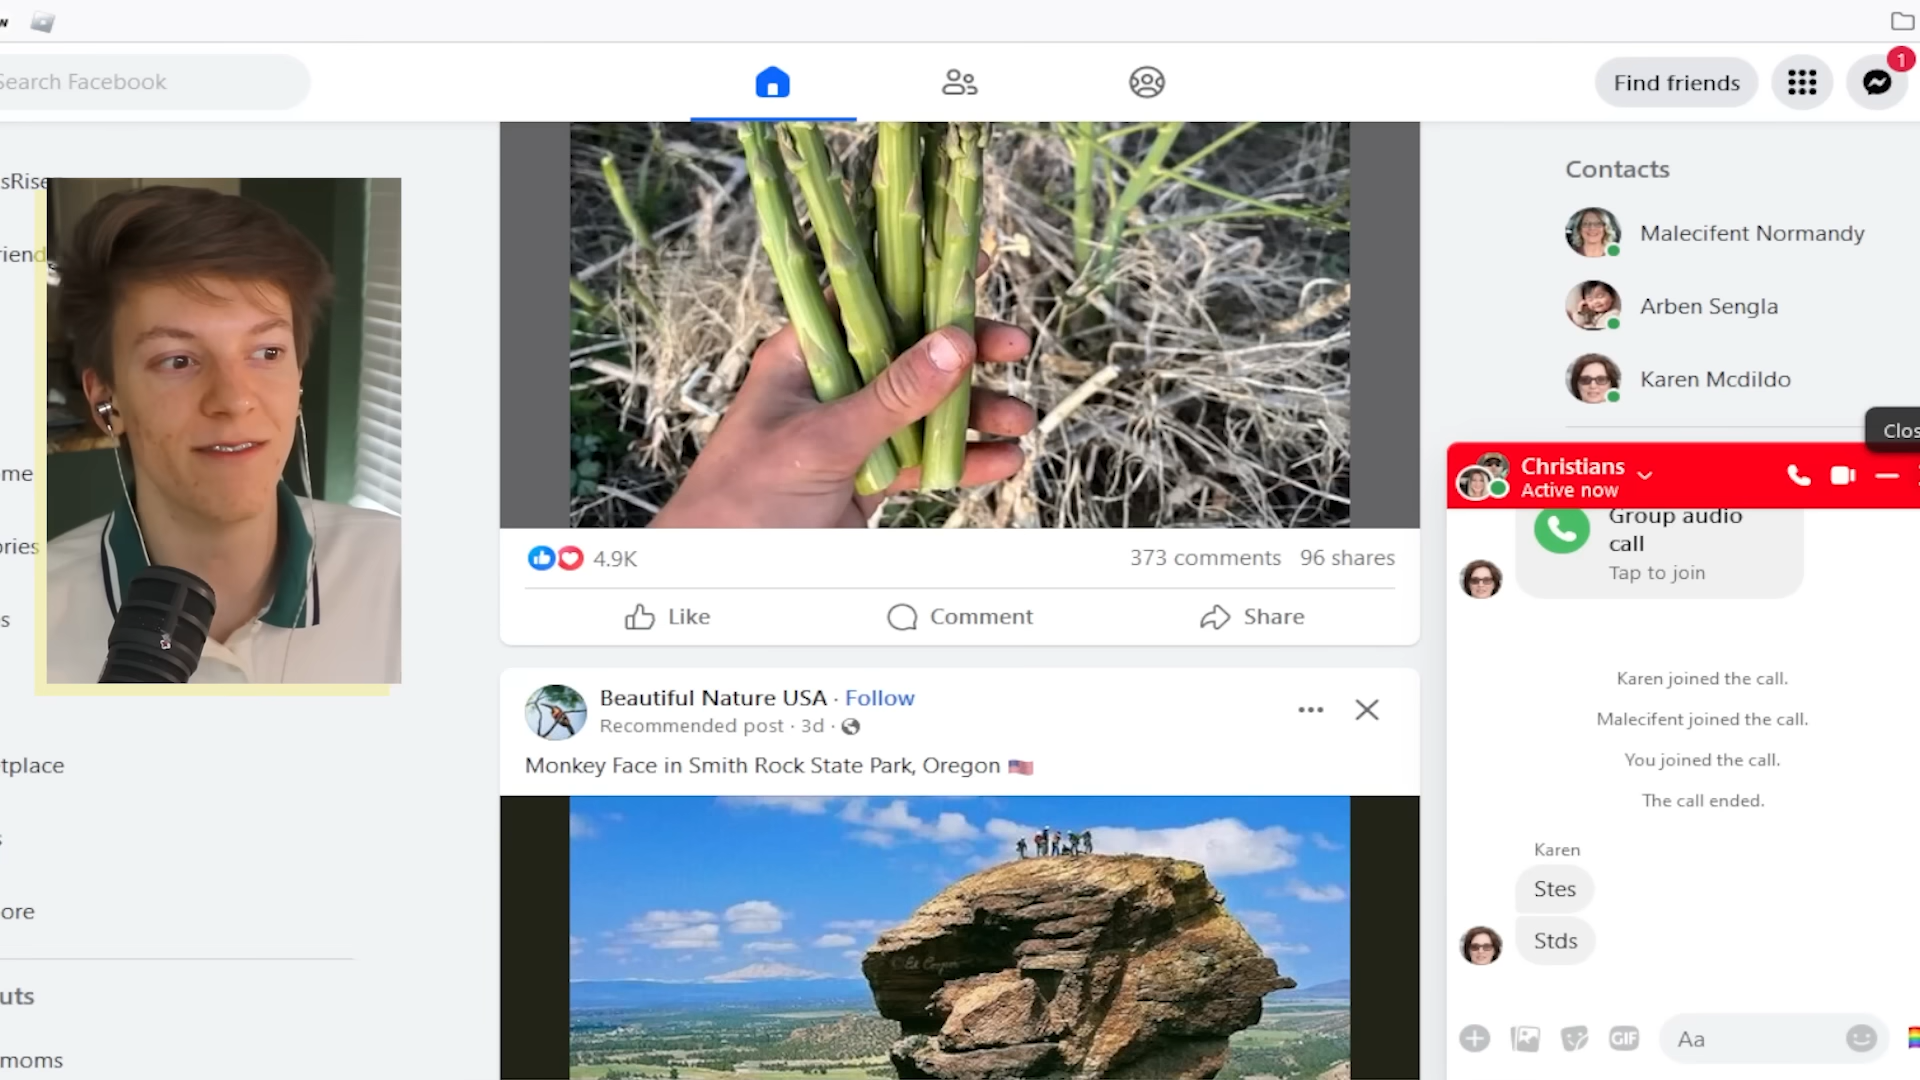 Search Facebook
Find friends
1
sRise
riend
ome
ories
s
tplace
s
ore
uts
moms
4.9K
373 comments 96 shares
Like
Comment
Share
Beautiful Nature USA · Follow
Recommended post · 3d ·
Monkey Face in Smith Rock State Park, Oregon 🇺🇸
Contacts
Malecifent Normandy
Arben Sengla
Karen Mcdildo
Clos
Christians
Active now
Group audio
call
Tap to join
Karen joined the call.
Malecifent joined the call.
You joined the call.
The call ended.
Karen
Stes
Stds
GIF
Aa